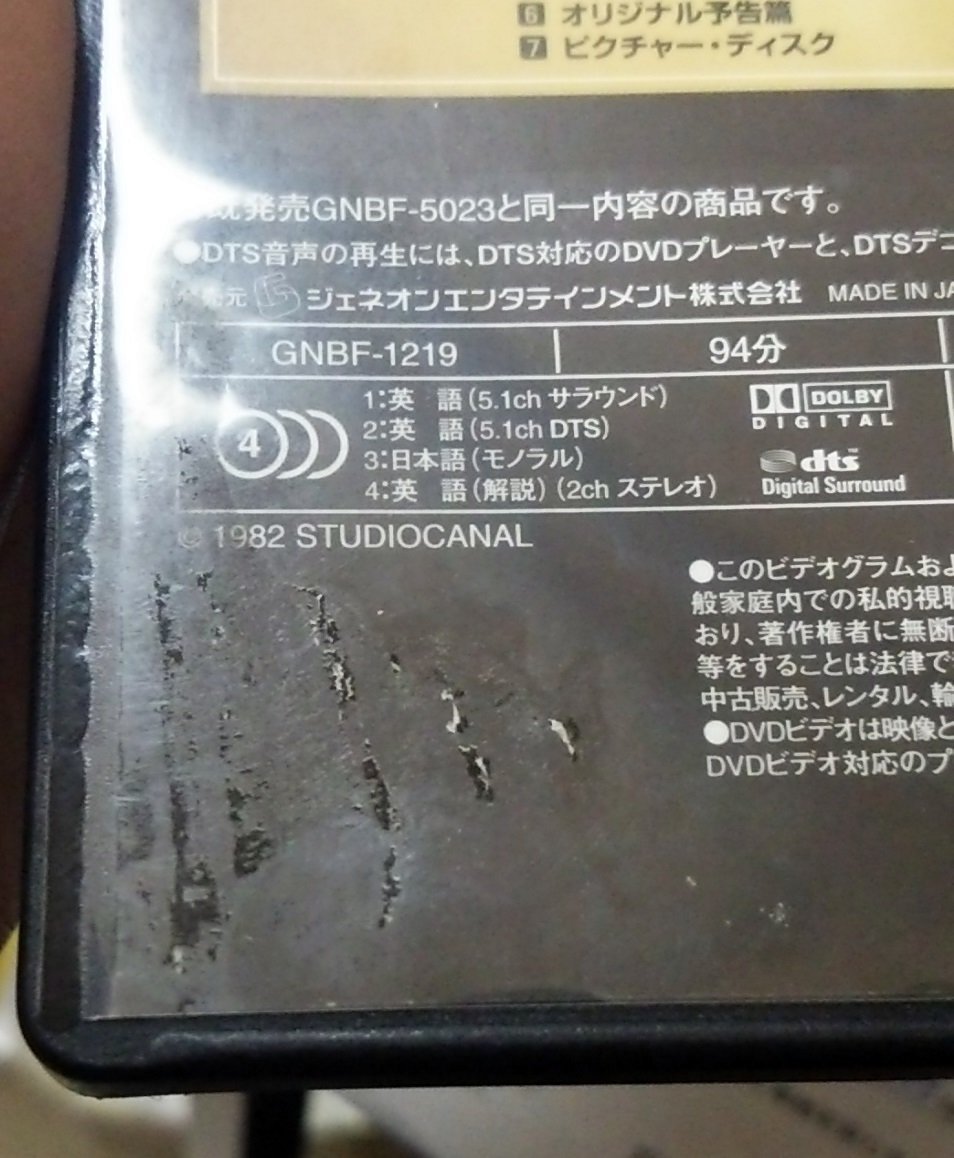 6 オリジナル予告篇
7 ピクチャー・ディスク
既発売GNBF-5023と同一内容の商品です。
●DTS音声の再生には、DTS対応のDVDプレーヤーと、DTSデコ
元 ジェネオン エンタテインメント株式会社 MADE IN JA
GNBF-1219 94分
4
1:英 語(5.1ch サラウンド)
2:英 語(5.1ch DTS)
3:日本語(モノラル)
4:英 語(解説)(2ch ステレオ)
DOLBY
DIGITAL
dts
Digital Surround
© 1982 STUDIOCANAL
●このビデオグラムおよ
般家庭内での私的視聴
おり、著作権者に無断
等をすることは法律で
中古販売、レンタル、輸
●DVDビデオは映像と
DVDビデオ対応のプ